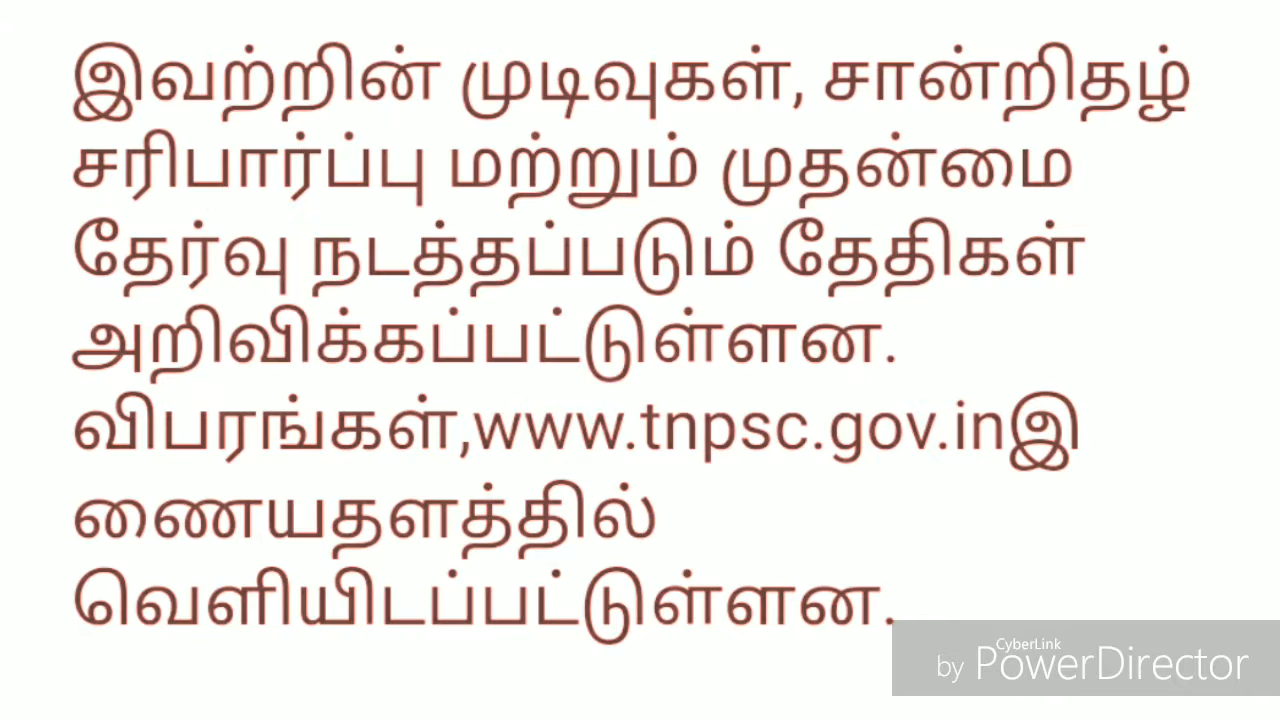 இவற்றின் முடிவுகள், சான்றிதழ்
சரிபார்ப்பு மற்றும் முதன்மை
தேர்வு நடத்தப்படும் தேதிகள்
அறிவிக்கப்பட்டுள்ளன.
விபரங்கள்,www.tnpsc.gov.inஇ
ணையதளத்தில்
வெளியிடப்பட்டுள்ளன.
CyberLink
by PowerDirector